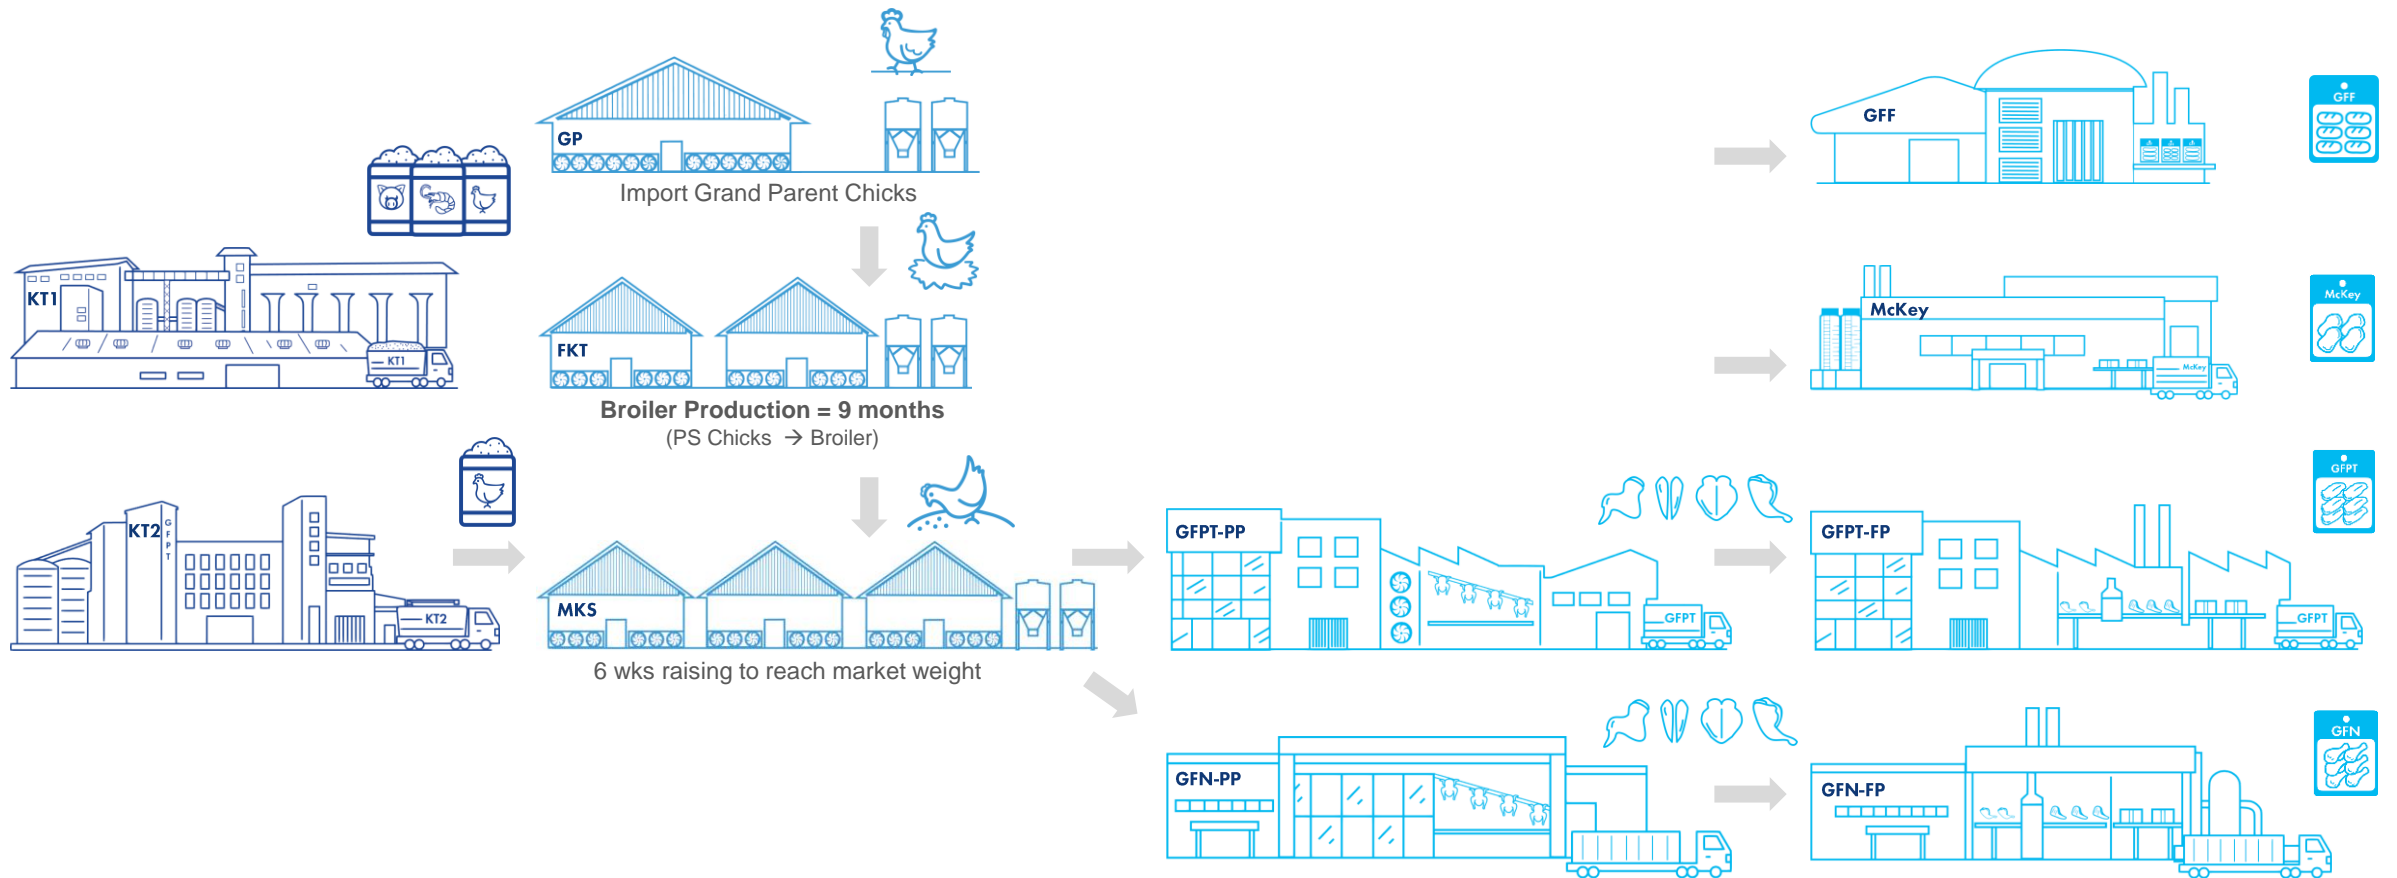 GP
Import Grand Parent Chicks
KT1
KT1
FKT
Broiler Production = 9 months
(PS Chicks → Broiler)
KT2
GFPT
KT2
MKS
6 wks raising to reach market weight
GFPT-PP
GFPT
GFN-PP
GFF
GFF
McKey
McKey
McKey
GFPT-FP
GFPT
GFPT
GFN-FP
GFN